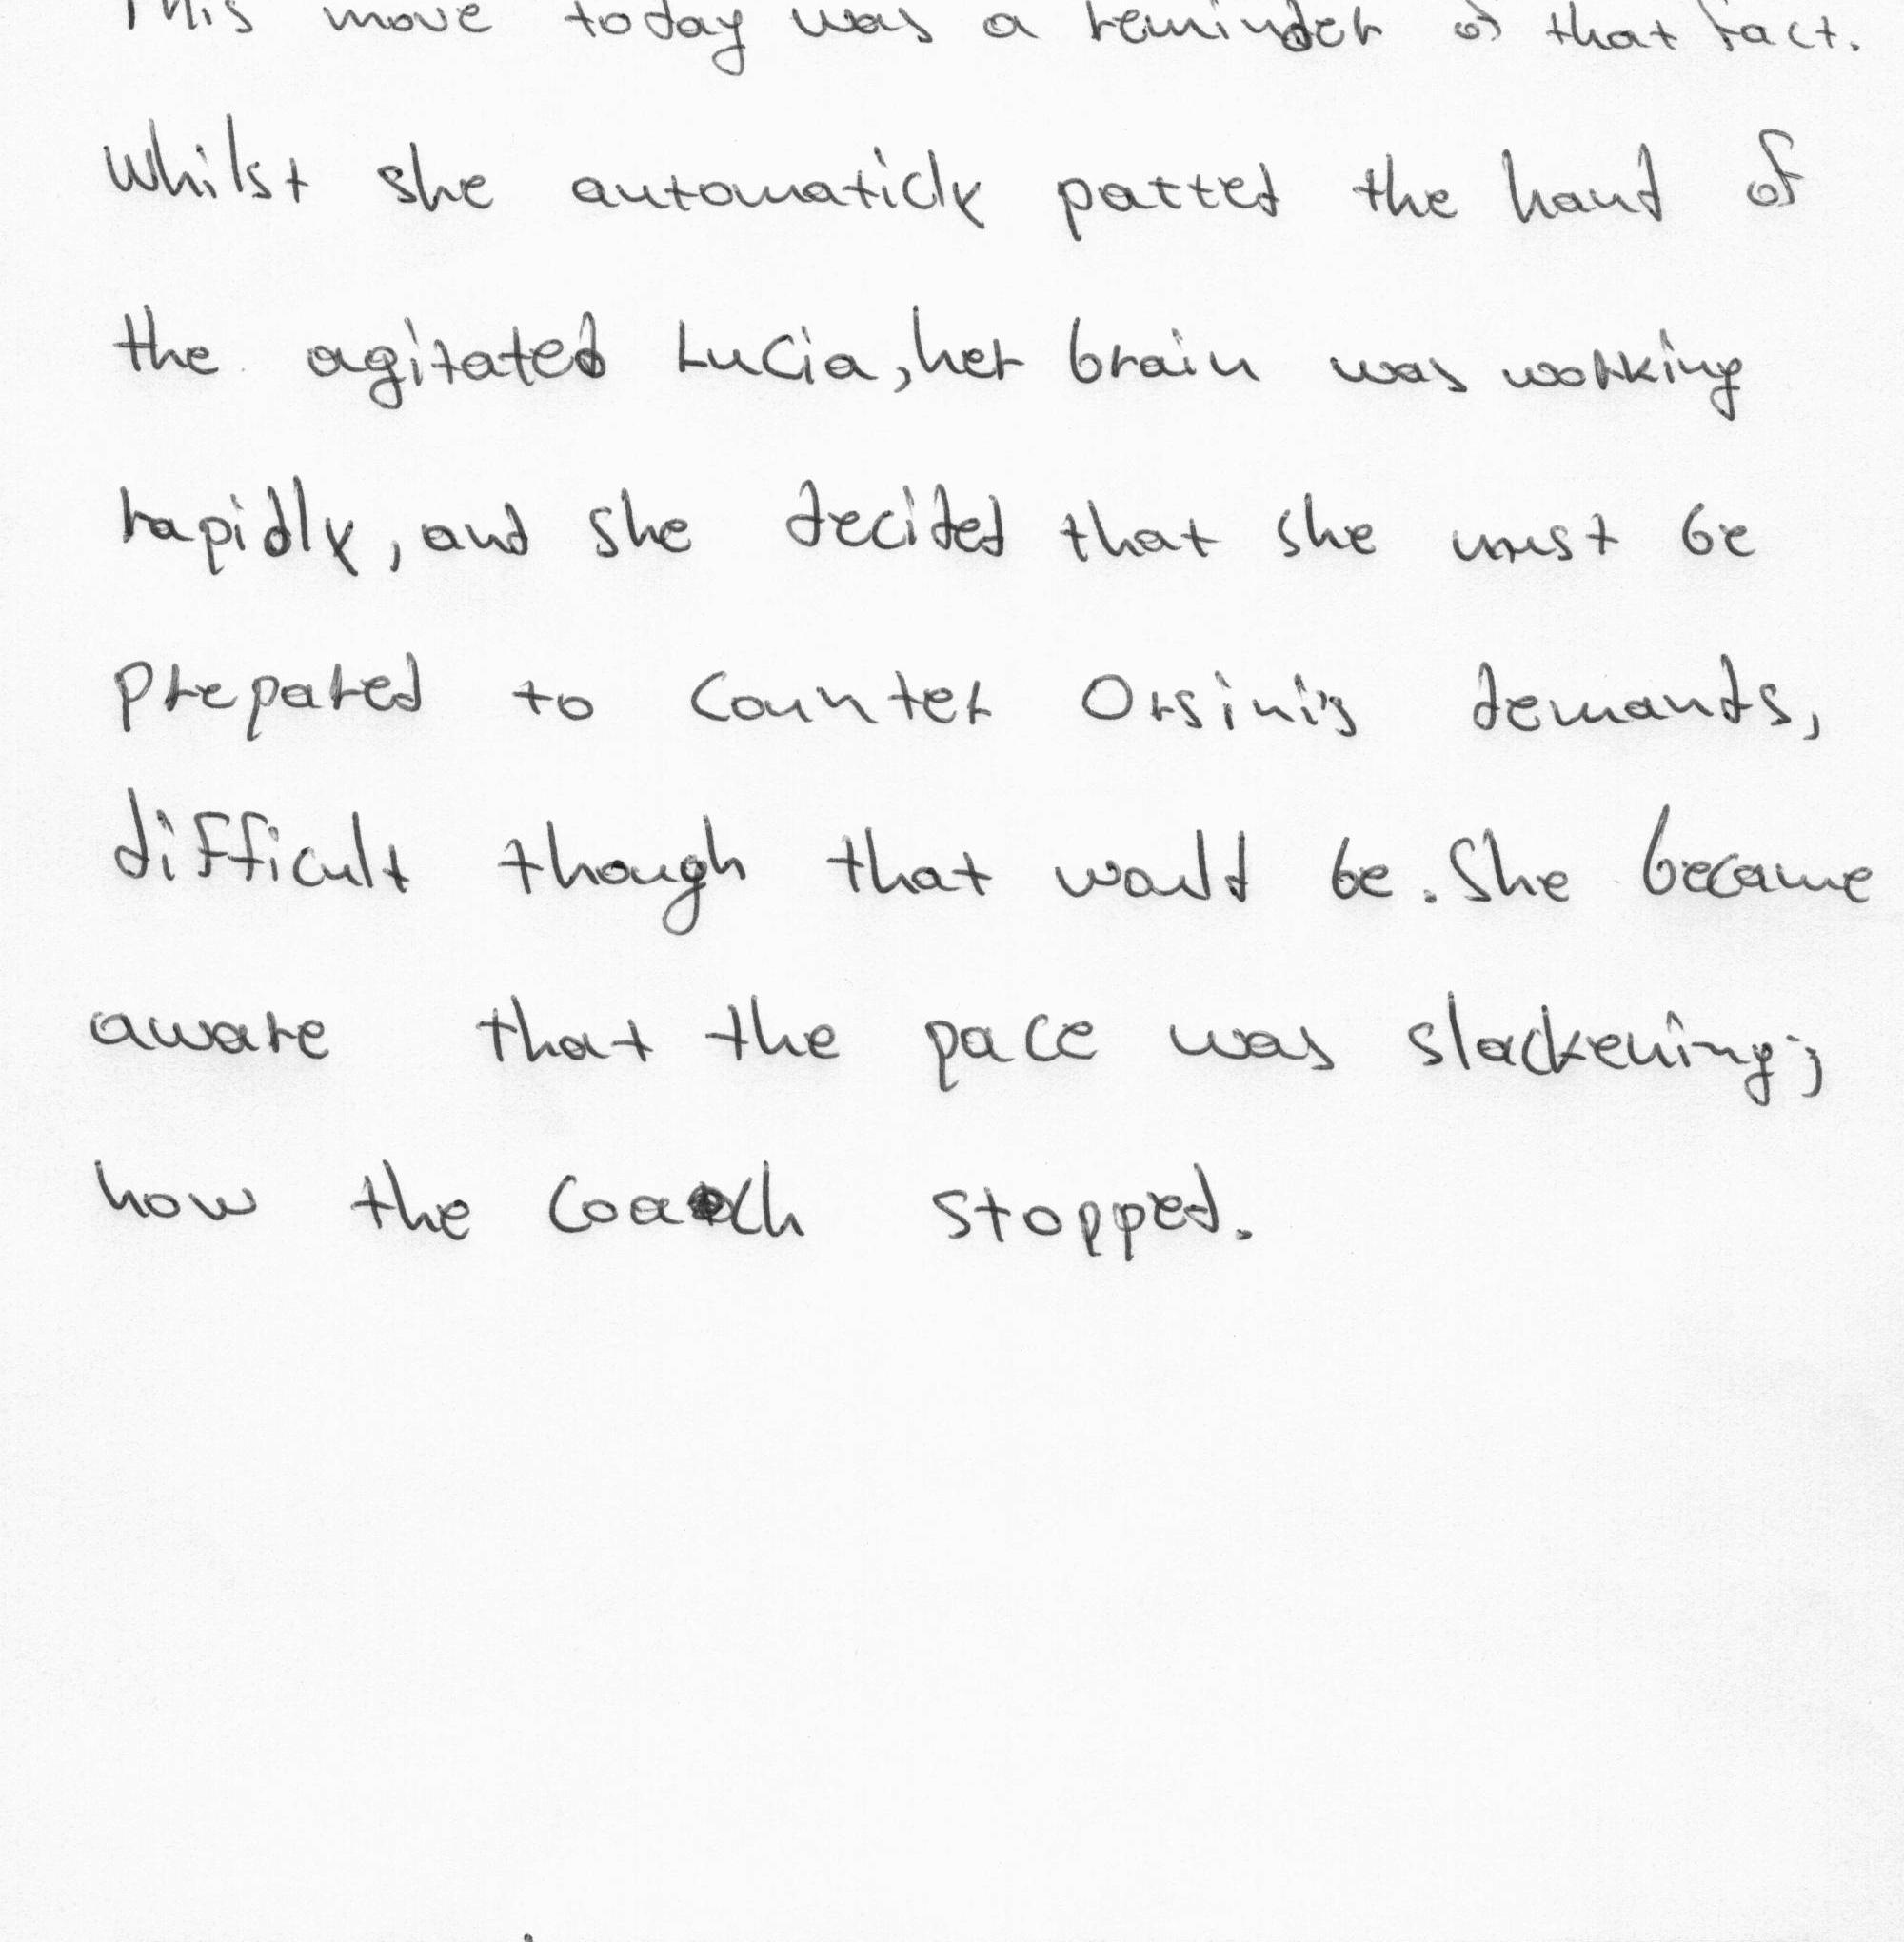 This move today was a reminder of that fact.
Whilst she automaticly patted the hand of
the agitated Lucia, her brain was working
rapidly, and she decided that she must be
prepared to counter Orsini's demands,
difficult though that would be. She became
aware that the pace was slackening;
how the coach stopped.